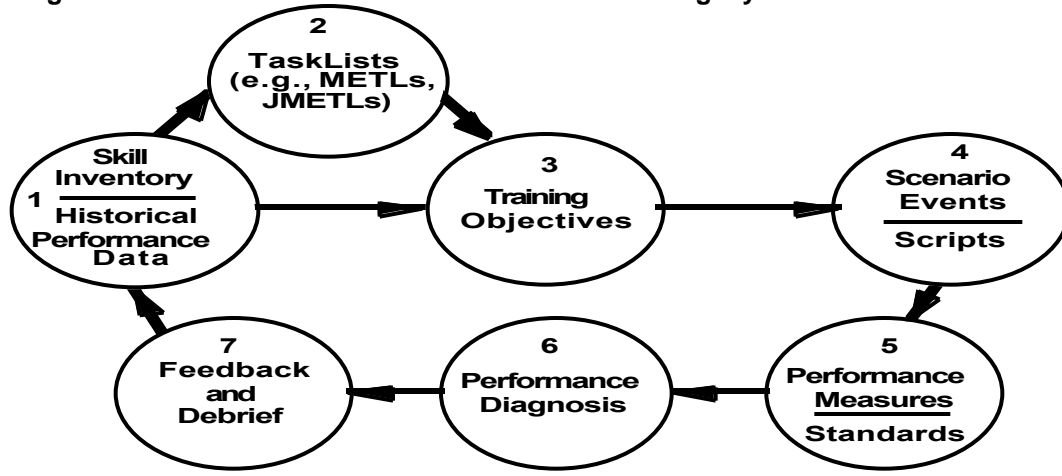 2
TaskLists
(e.g., METLs,
JMETLs)
1
Skill
Inventory
Historical
Performance
Data
3
Training
Objectives
4
Scenario
Events
Scripts
5
Performance
Measures
Standards
6
Performance
Diagnosis
7
Feedback
and
Debrief